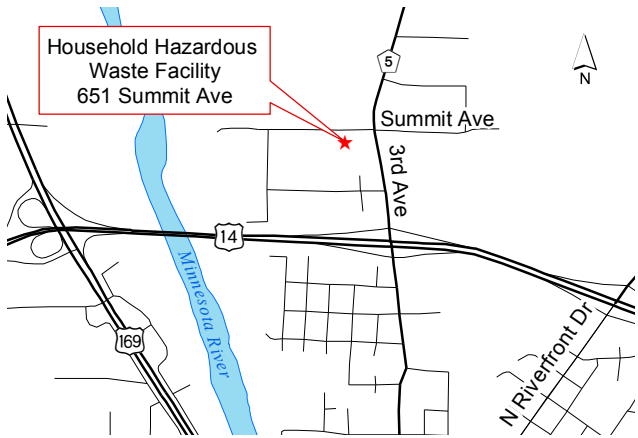 Household Hazardous
Waste Facility
651 Summit Ave
5
N
Summit Ave
3rd Ave
14
Minnesota River
169
N Riverfront Dr